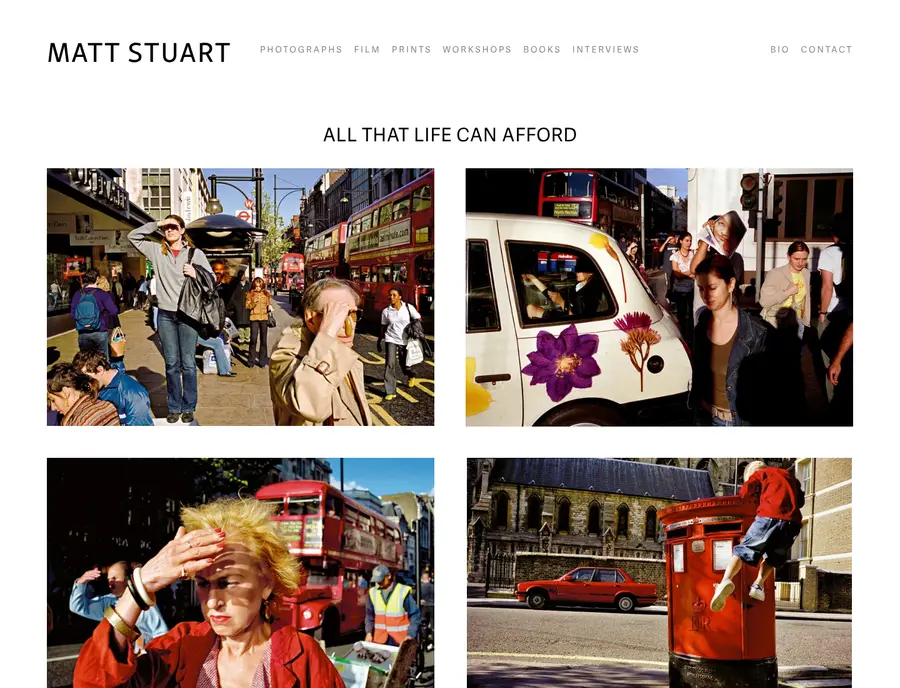 MATT STUART
PHOTOGRAPHS FILM PRINTS WORKSHOPS BOOKS INTERVIEWS
BIO CONTACT
ALL THAT LIFE CAN AFFORD
E R